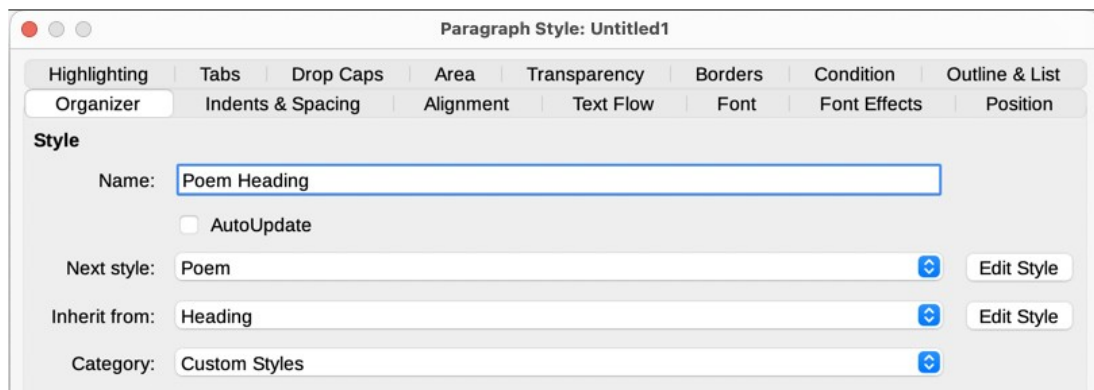 Paragraph Style: Untitled1
Highlighting Tabs Drop Caps Area Transparency Borders Condition Outline & List
Organizer Indents & Spacing Alignment Text Flow Font Font Effects Position
Style
Name: Poem Heading
AutoUpdate
Next style: Poem Edit Style
Inherit from: Heading Edit Style
Category: Custom Styles